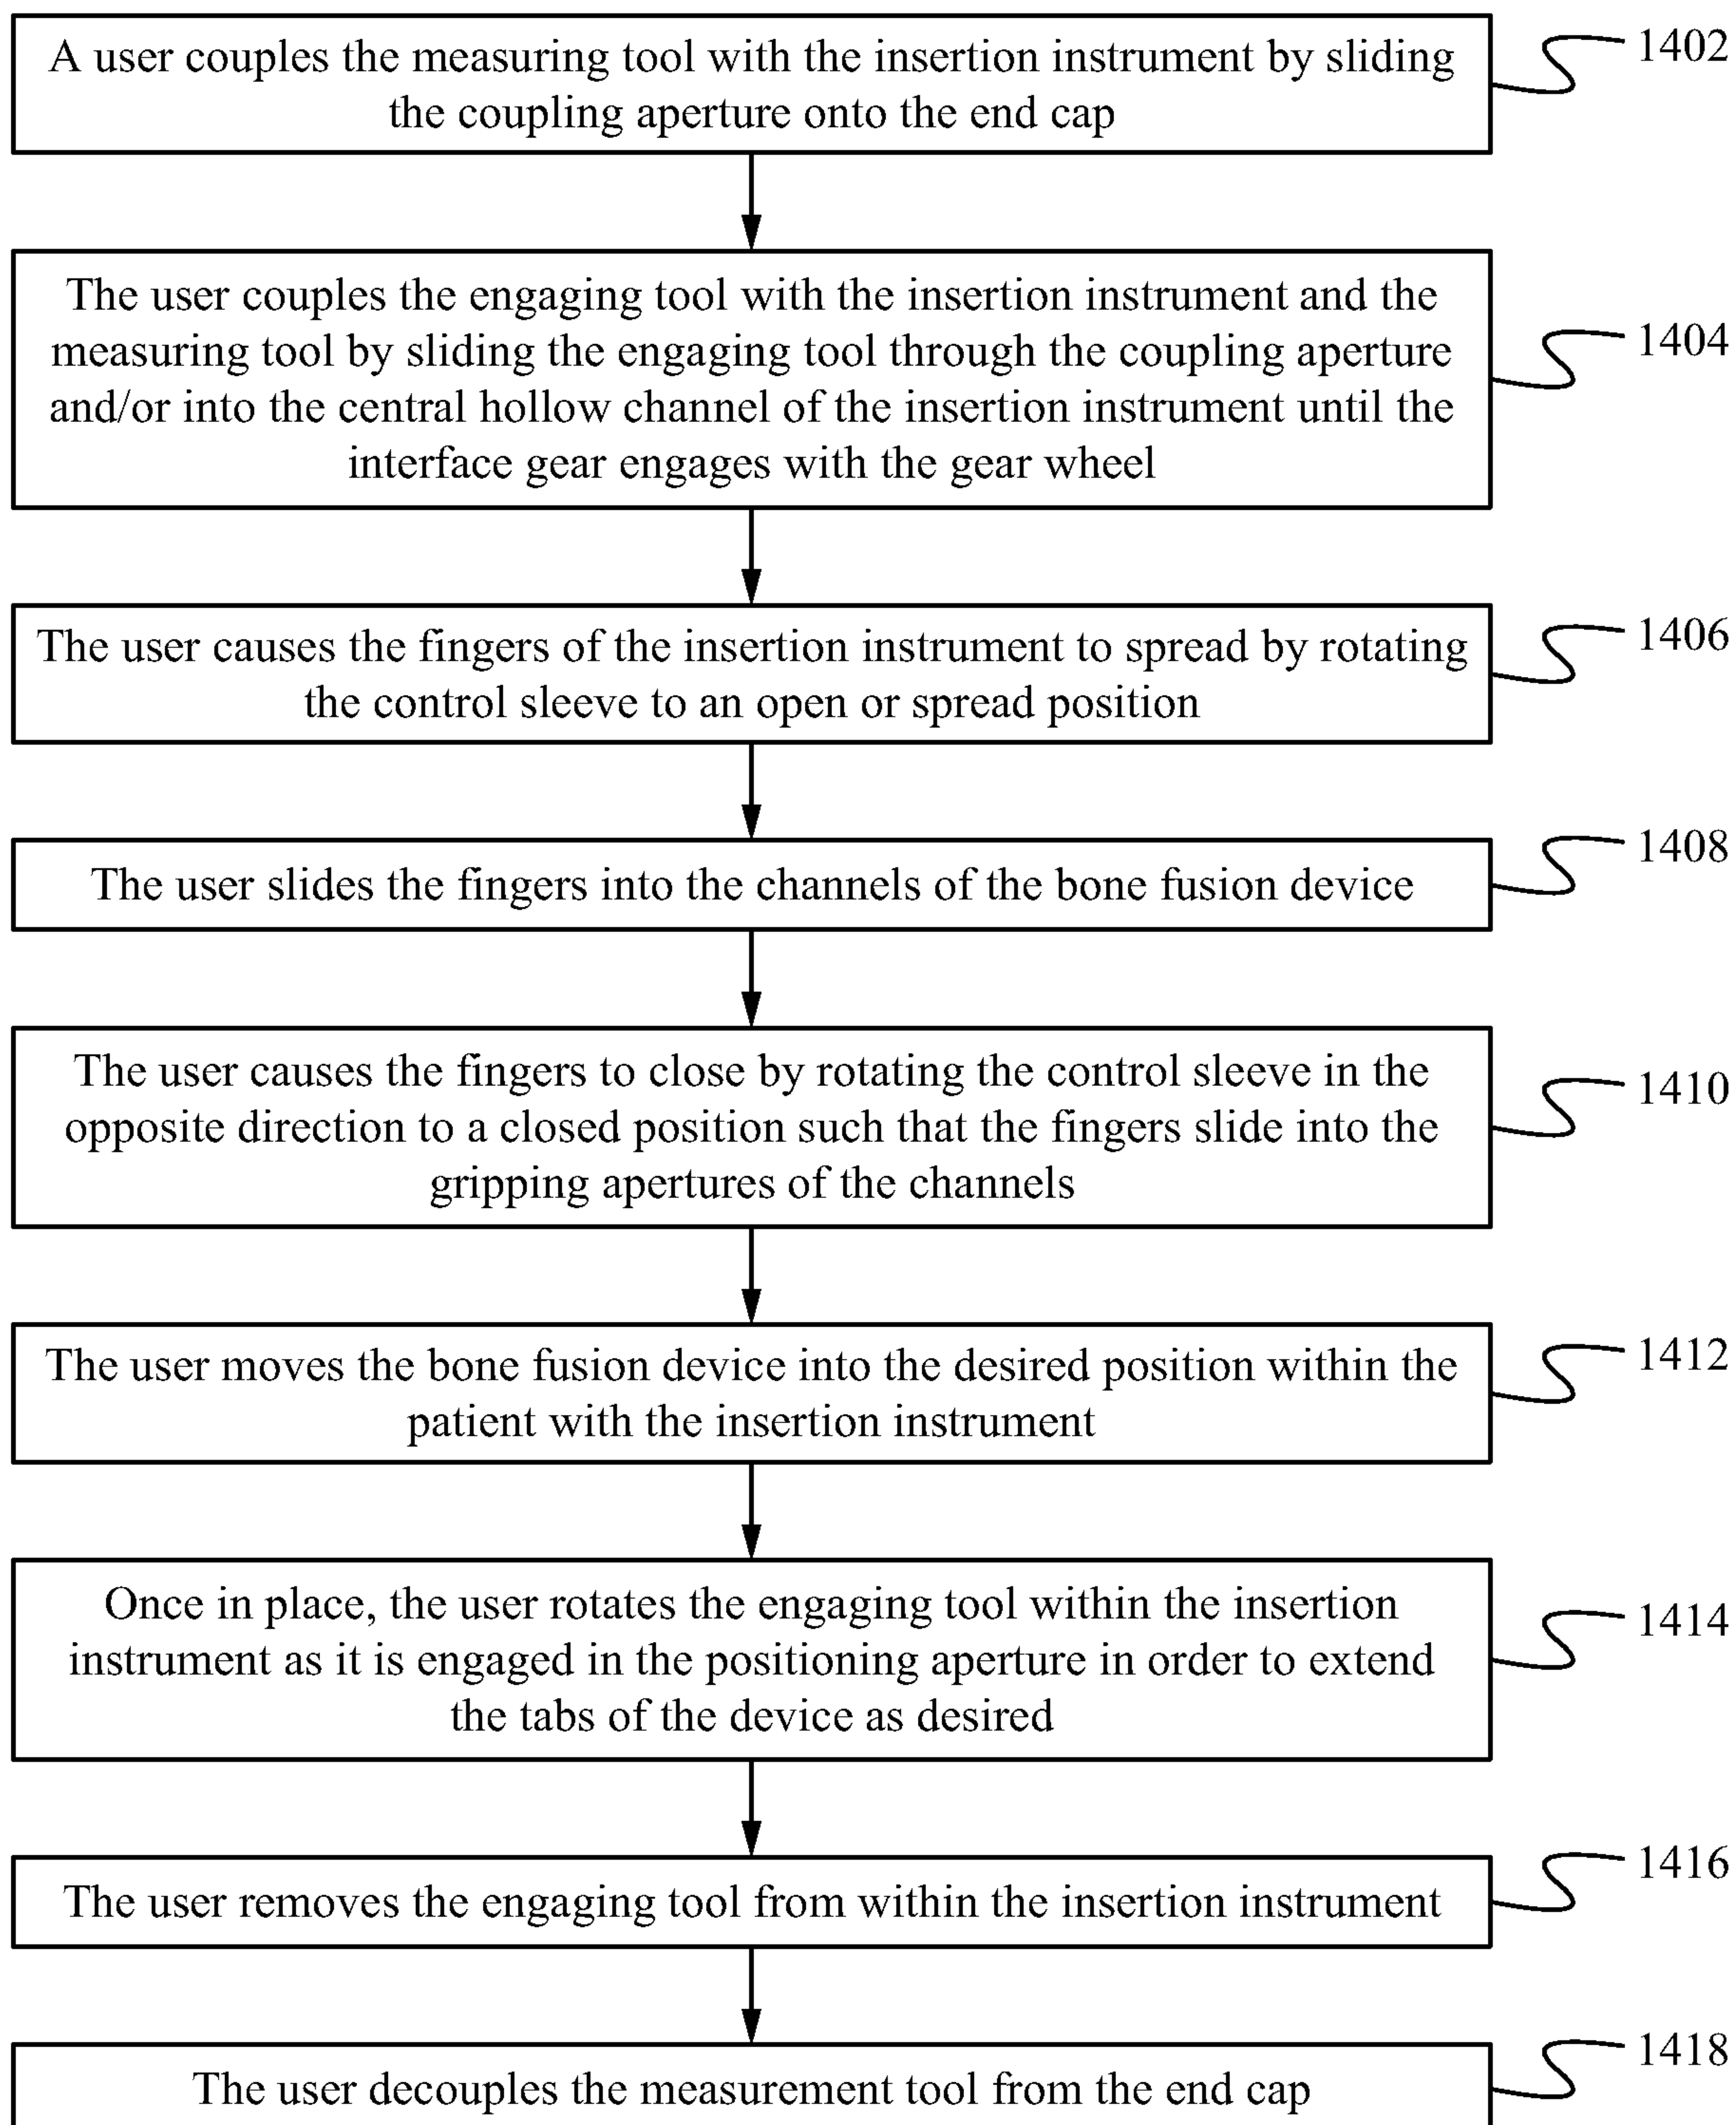 A user couples the measuring tool with the insertion instrument by sliding
the coupling aperture onto the end cap
1402
The user couples the engaging tool with the insertion instrument and the
measuring tool by sliding the engaging tool through the coupling aperture
and/or into the central hollow channel of the insertion instrument until the
interface gear engages with the gear wheel
1404
The user causes the fingers of the insertion instrument to spread by rotating
the control sleeve to an open or spread position
1406
The user slides the fingers into the channels of the bone fusion device
1408
The user causes the fingers to close by rotating the control sleeve in the
opposite direction to a closed position such that the fingers slide into the
gripping apertures of the channels
1410
The user moves the bone fusion device into the desired position within the
patient with the insertion instrument
1412
Once in place, the user rotates the engaging tool within the insertion
instrument as it is engaged in the positioning aperture in order to extend
the tabs of the device as desired
1414
The user removes the engaging tool from within the insertion instrument
1416
The user decouples the measurement tool from the end cap
1418